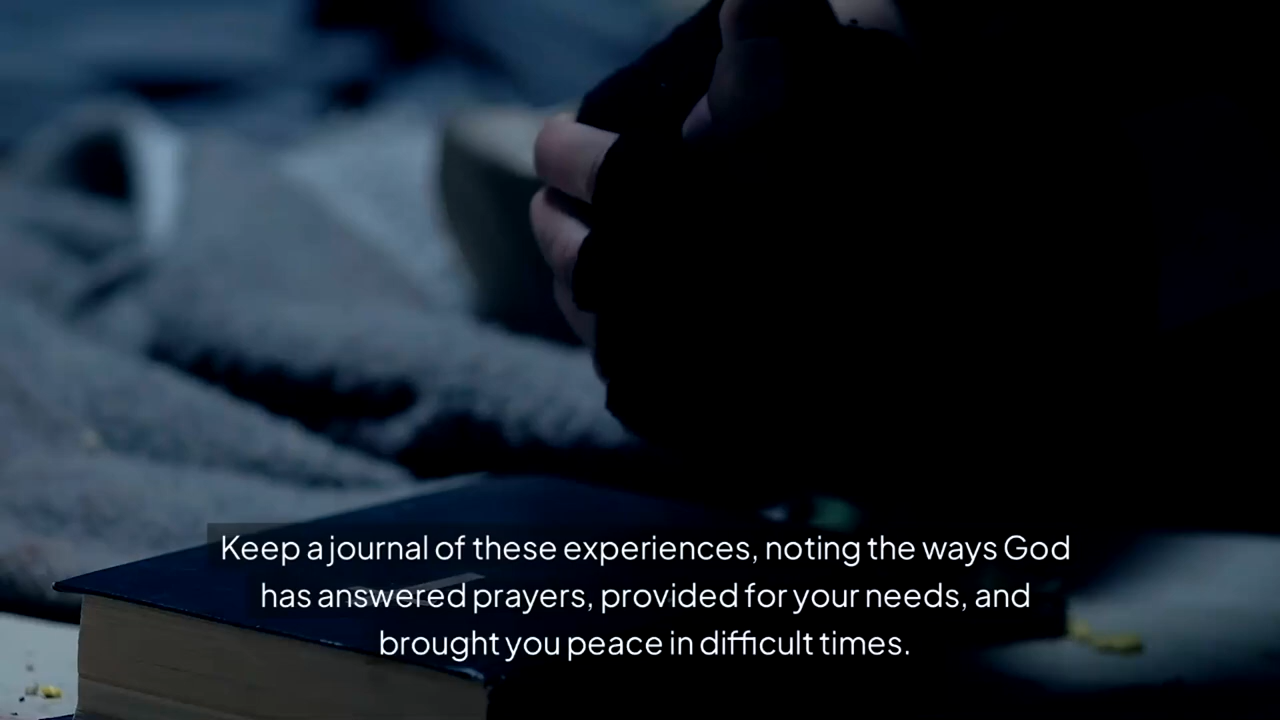 Keep a journal of these experiences, noting the ways God
has answered prayers, provided for your needs, and
brought you peace in difficult times.